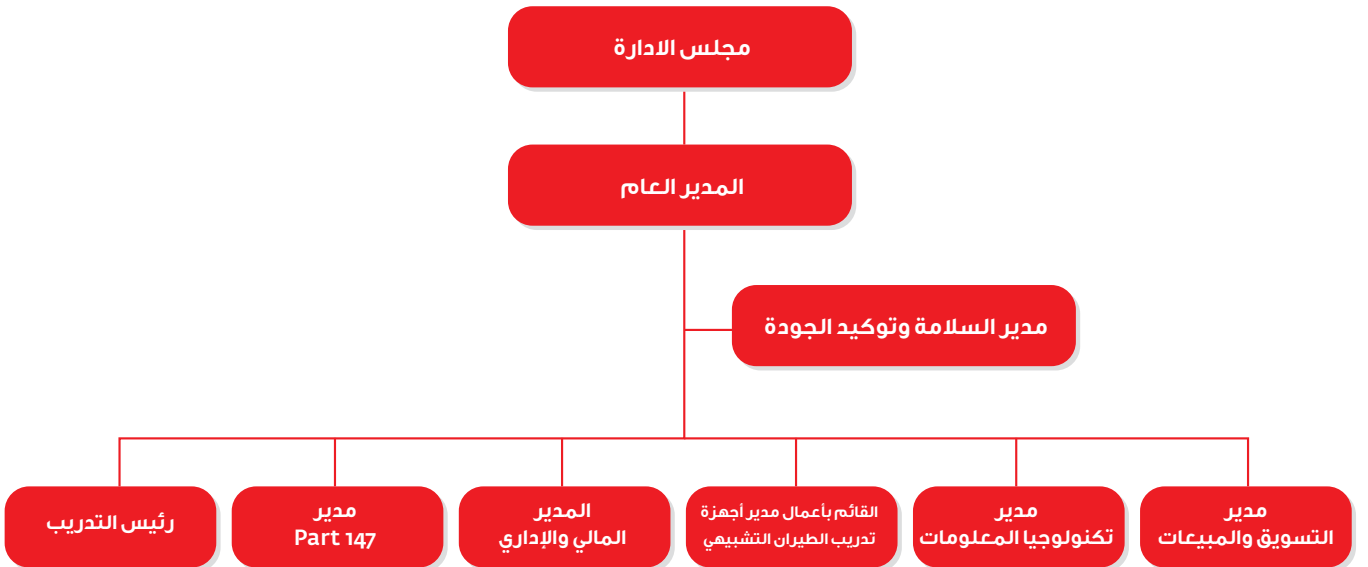 مجلس الادارة
المدير العام
مدير السلامة وتوكيد الجودة
مدير
التسويق والمبيعات
مدير
تكنولوجيا المعلومات
القائم بأعمال مدير أجهزة
تدريب الطيران التشبيهي
المدير
المالي والإداري
مدير
Part 147
رئيس التدريب